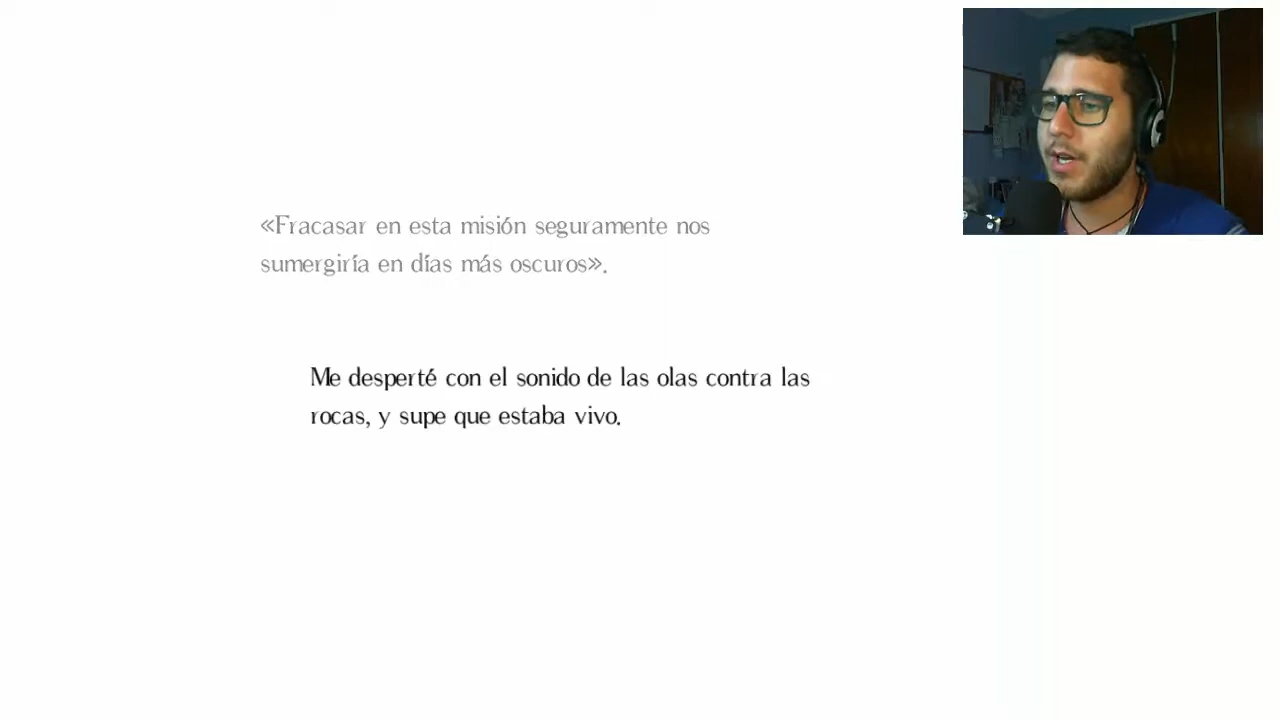 «Fracasar en esta misión seguramente nos
sumergiría en días más oscuros».
Me desperté con el sonido de las olas contra las
rocas, y supe que estaba vivo.